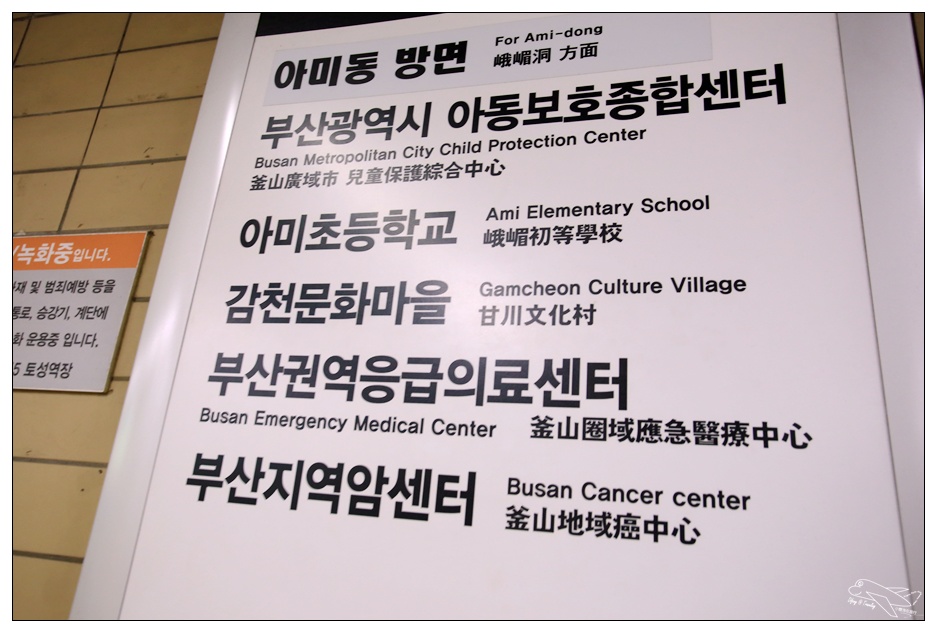 아미동 방면
For Ami-dong
峨嵋洞 方面
부산광역시 아동보호종합센터
Busan Metropolitan City Child Protection Center
釜山廣域市 兒童保護綜合中心
아미초등학교
Ami Elementary School
峨嵋初等學校
감천문화마을
Gamcheon Culture Village
甘川文化村
부산권역응급의료센터
Busan Emergency Medical Center
釜山圈域應急醫療中心
부산지역암센터
Busan Cancer center
釜山地域癌中心
/녹화중입니다.
재 및 범죄예방 등을
통로, 승강기, 계단에
화 운용중 입니다.
5 토성역장